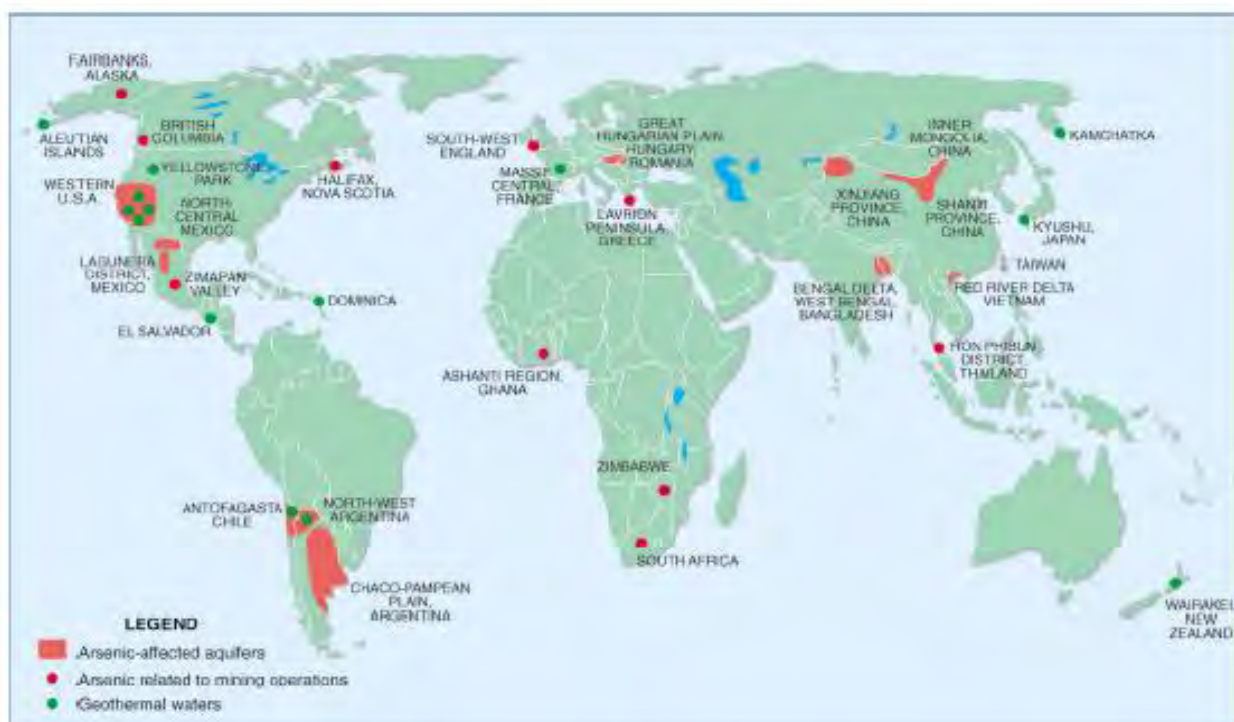 FAIRBANKS,
ALASKA
ALEUTIAN
ISLANDS
BRITISH
COLUMBIA
YELLOWSTONE
PARK
WESTERN
U.S.A.
HALIFAX,
NOVA SCOTIA
NORTH-
CENTRAL
MEXICO
LAGUNERA
DISTRICT,
MEXICO
ZIMAPAN
VALLEY
DOMINICA
EL SALVADOR
SOUTH-WEST
ENGLAND
MASSIF
CENTRAL,
FRANCE
GREAT
HUNGARIAN PLAIN,
HUNGARY
ROMANIA
LAVRION
PENINSULA,
GREECE
INNER
MONGOLIA,
CHINA
KAMCHATKA
XINJIANG
PROVINCE,
CHINA
SHANXI
PROVINCE,
CHINA
KYUSHU,
JAPAN
TAIWAN
BENGAL DELTA,
WEST BENGAL,
BANGLADESH
RED RIVER DELTA
VIETNAM
RON PHIBUN
DISTRICT,
THAILAND
ASHANTI REGION,
GHANA
ZIMBABWE
SOUTH AFRICA
ANTOFAGASTA
CHILE
NORTH-WEST
ARGENTINA
CHACO-PAMPEAN
PLAIN,
ARGENTINA
WAIRAKEI,
NEW
ZEALAND
LEGEND
Arsenic-affected aquifers
Arsenic related to mining operations
Geothermal waters